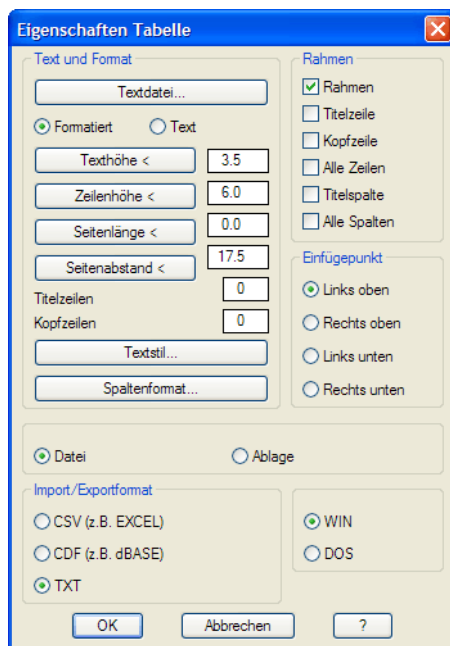 Eigenschaften Tabelle
Text und Format
Textdatei...
Formatiert Text
Texthöhe < 3.5
Zeilenhöhe < 6.0
Seitenlänge < 0.0
Seitenabstand < 17.5
Titelzeilen 0
Kopfzeilen 0
Textstil...
Spaltenformat...
Rahmen
Rahmen
Titelzeile
Kopfzeile
Alle Zeilen
Titelspalte
Alle Spalten
Einfügepunkt
Links oben
Rechts oben
Links unten
Rechts unten
Datei Ablage
Import/Exportformat
CSV (z.B. EXCEL)
CDF (z.B. dBASE)
TXT
WIN
DOS
OK Abbrechen ?